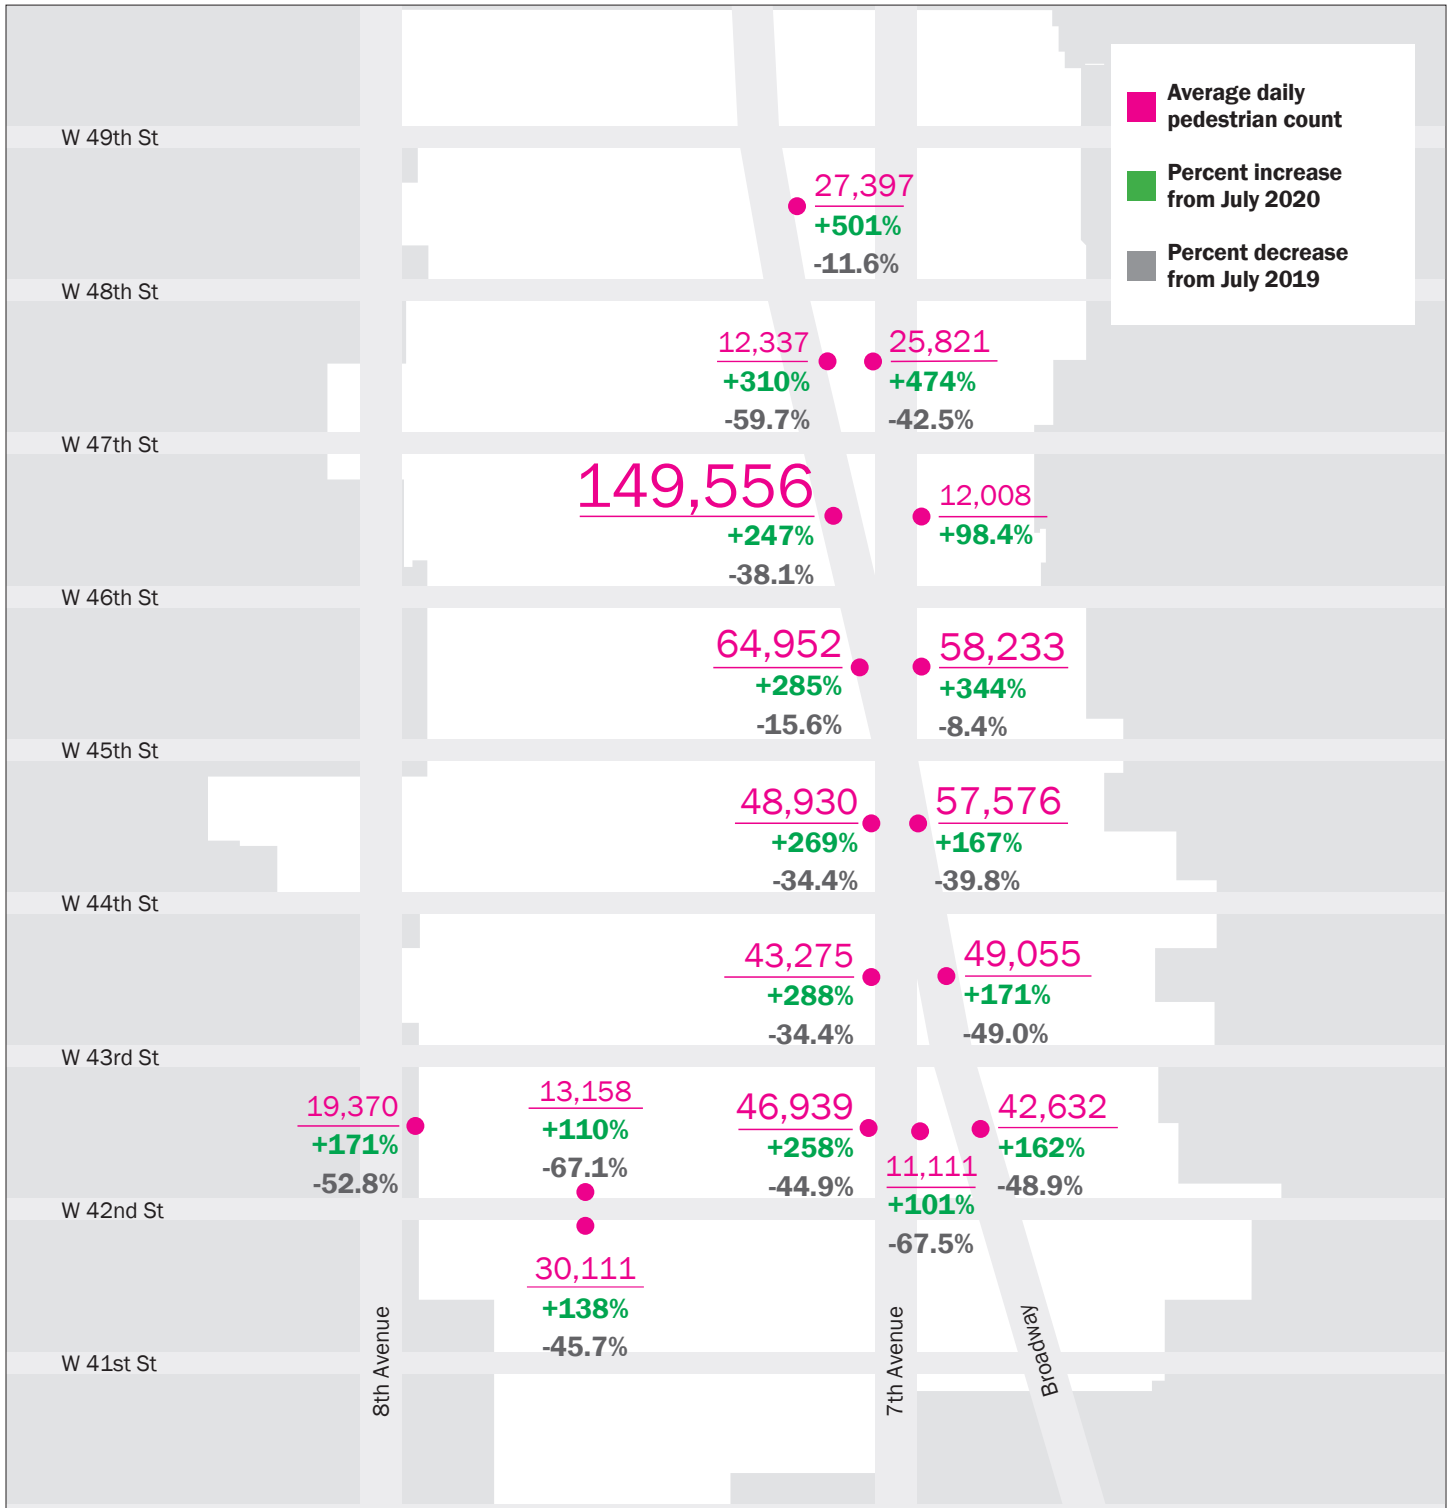 Average daily
pedestrian count
Percent increase
from July 2020
Percent decrease
from July 2019
W 49th St
27,397
+501%
-11.6%
W 48th St
12,337
+310%
-59.7%
25,821
+474%
-42.5%
W 47th St
149,556
+247%
-38.1%
12,008
+98.4%
W 46th St
64,952
+285%
-15.6%
58,233
+344%
-8.4%
W 45th St
48,930
+269%
-34.4%
57,576
+167%
-39.8%
W 44th St
43,275
+288%
-34.4%
49,055
+171%
-49.0%
W 43rd St
19,370
+171%
-52.8%
13,158
+110%
-67.1%
46,939
+258%
-44.9%
11,111
+101%
-67.5%
42,632
+162%
-48.9%
W 42nd St
30,111
+138%
-45.7%
W 41st St
8th Avenue
7th Avenue
Broadway